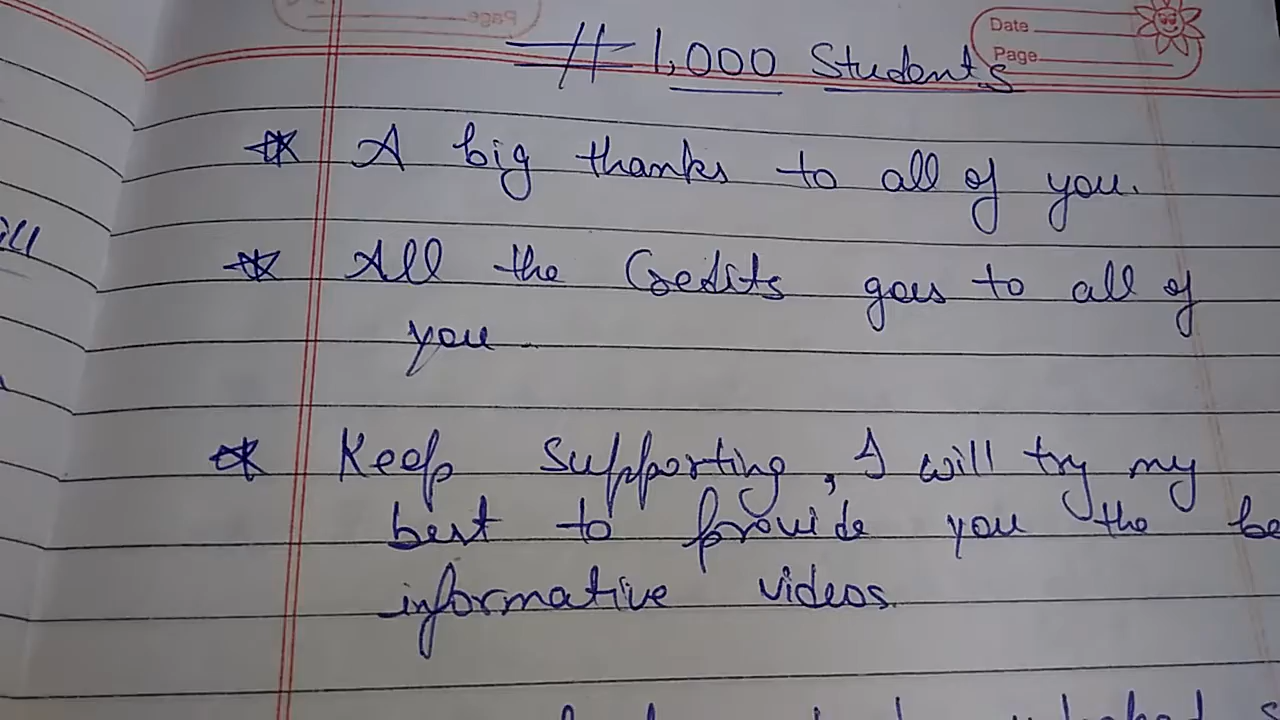 Page
Date
Page
# 1,000 Students
* A big thanks to all of you.
* All the Credits goes to all of
you.
* Keep supporting, I will try my
best to provide you the be
informative videos.